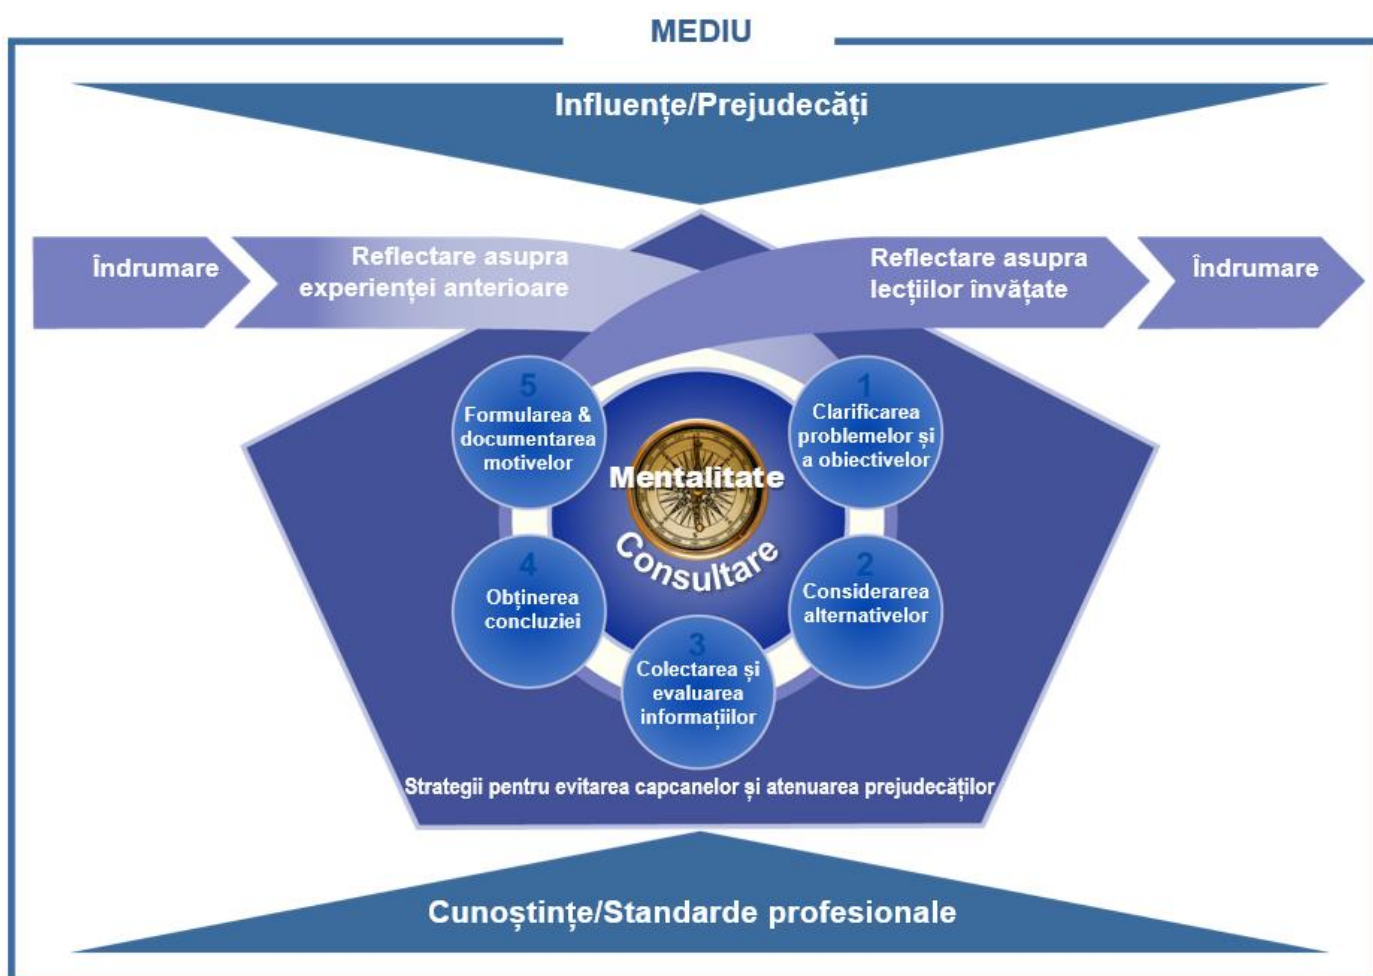 MEDIU
Influențe/Prejudecăți
Îndrumare
Reflectare asupra
experienței anterioare
Reflectare asupra
lecțiilor învățate
Îndrumare
5
Formularea &
documentarea
motivelor
1
Clarificarea
problemelor și
a obiectivelor
Mentalitate
Consultare
4
Obținerea
concluziei
2
Considerarea
alternativelor
3
Colectarea și
evaluarea
informațiilor
Strategii pentru evitarea capcanelor și atenuarea prejudecăților
Cunoștințe/Standarde profesionale